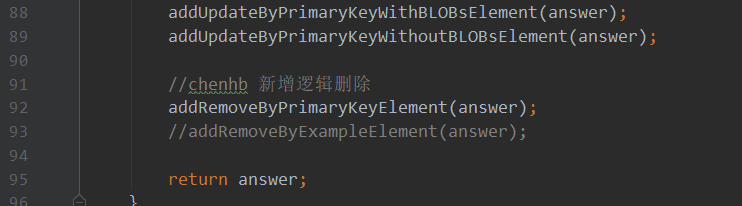 88 addUpdateByPrimaryKeyWithBLOBsElement(answer);
89 addUpdateByPrimaryKeyWithoutBLOBsElement(answer);
90
91 //chenhb 新增逻辑删除
92 addRemoveByPrimaryKeyElement(answer);
93 //addRemoveByExampleElement(answer);
94
95 return answer;
96 }